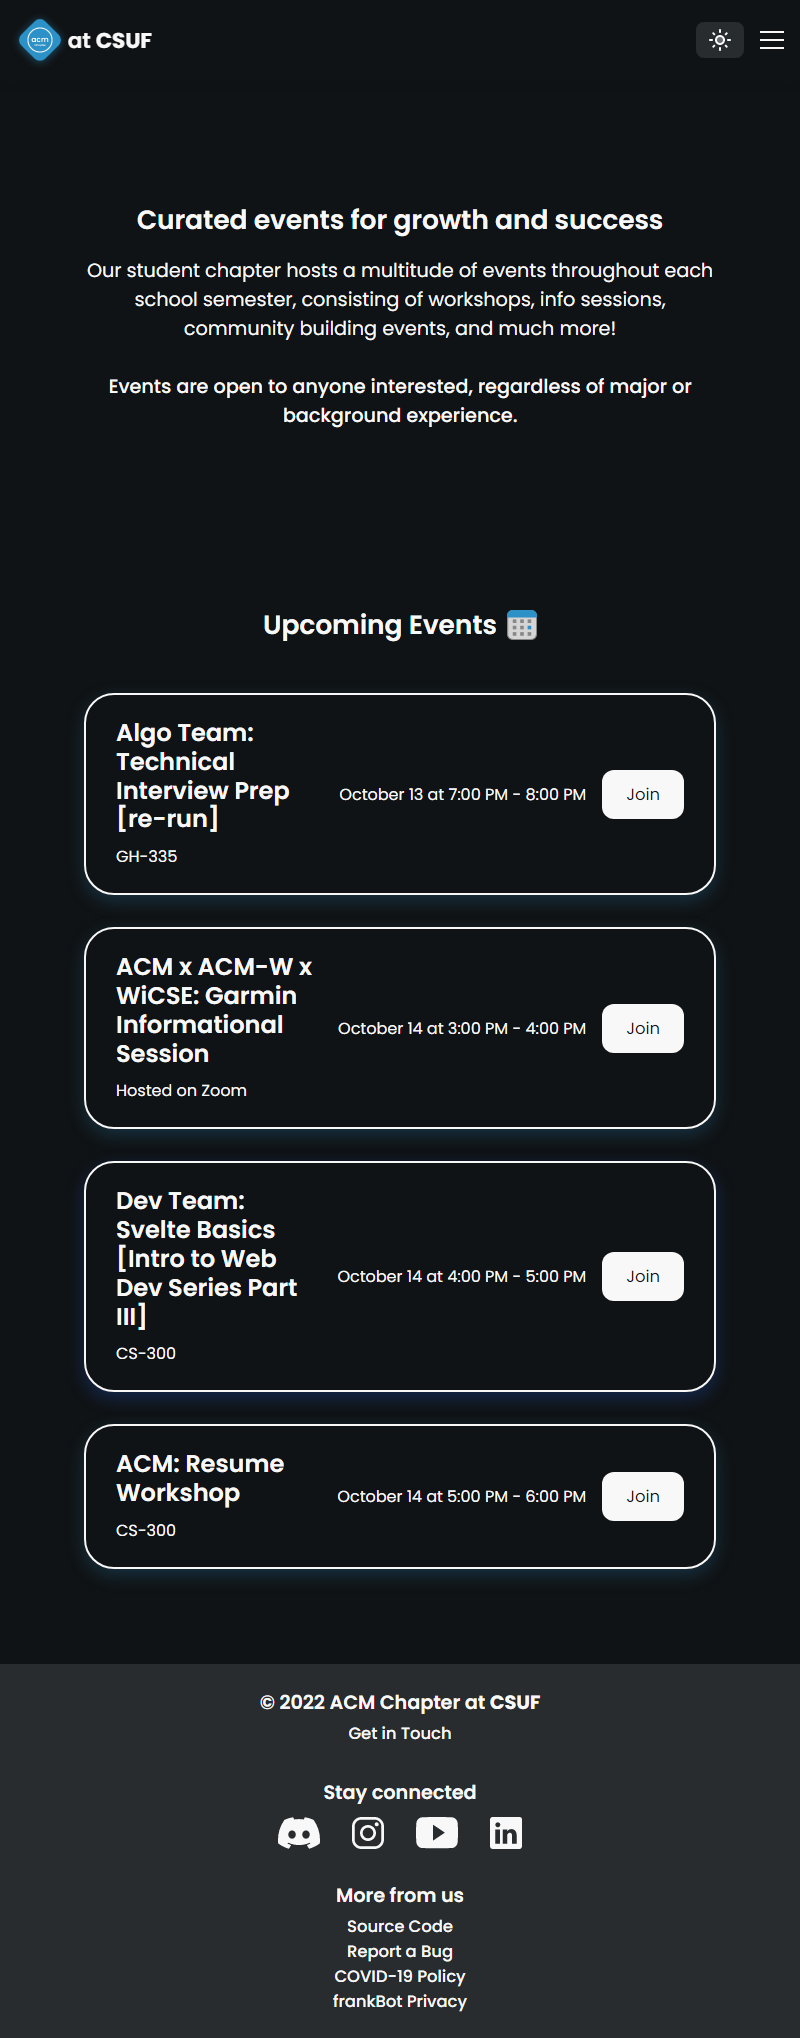 acm
at CSUF
Curated events for growth and success
Our student chapter hosts a multitude of events throughout each
school semester, consisting of workshops, info sessions,
community building events, and much more!
Events are open to anyone interested, regardless of major or
background experience.
Upcoming Events
Algo Team:
Technical
Interview Prep
[re-run]
GH-335
October 13 at 7:00 PM - 8:00 PM
Join
ACM x ACM-W x
WiCSE: Garmin
Informational
Session
Hosted on Zoom
October 14 at 3:00 PM - 4:00 PM
Join
Dev Team:
Svelte Basics
[Intro to Web
Dev Series Part
III]
CS-300
October 14 at 4:00 PM - 5:00 PM
Join
ACM: Resume
Workshop
CS-300
October 14 at 5:00 PM - 6:00 PM
Join
© 2022 ACM Chapter at CSUF
Get in Touch
Stay connected
in
More from us
Source Code
Report a Bug
COVID-19 Policy
frankBot Privacy